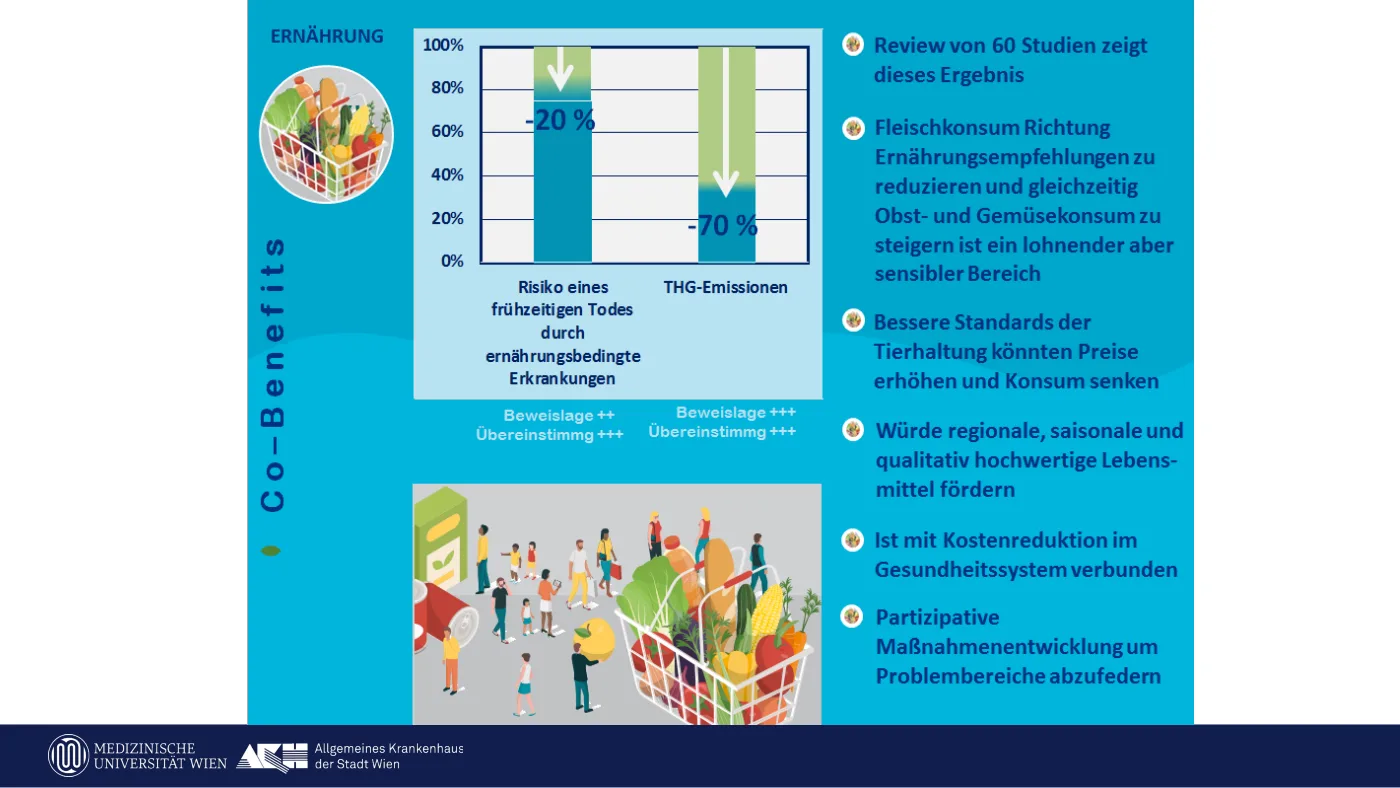 ERNÄHRUNG
Co–Benefits
100%
80%
60%
40%
20%
0%
-20 %
-70 %
Risiko eines
frühzeitigen Todes
durch
ernährungsbedingte
Erkrankungen
THG-Emissionen
Beweislage ++
Übereinstimmg +++
Beweislage +++
Übereinstimmg +++
Review von 60 Studien zeigt
dieses Ergebnis
Fleischkonsum Richtung
Ernährungsempfehlungen zu
reduzieren und gleichzeitig
Obst- und Gemüsekonsum zu
steigern ist ein lohnender aber
sensibler Bereich
Bessere Standards der
Tierhaltung könnten Preise
erhöhen und Konsum senken
Würde regionale, saisonale und
qualitativ hochwertige Lebens-
mittel fördern
Ist mit Kostenreduktion im
Gesundheitssystem verbunden
Partizipative
Maßnahmenentwicklung um
Problembereiche abzufedern
MEDIZINISCHE
UNIVERSITÄT WIEN
AKH
Allgemeines Krankenhaus
der Stadt Wien